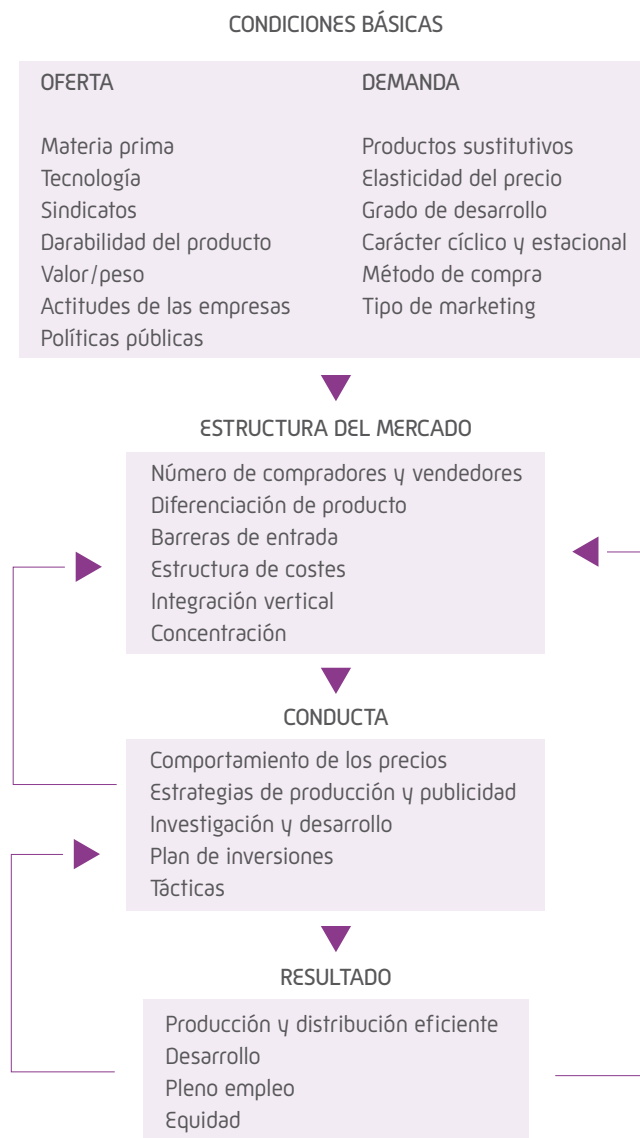 CONDICIONES BÁSICAS
OFERTA
Materia prima
Tecnología
Sindicatos
Darabilidad del producto
Valor/peso
Actitudes de las empresas
Políticas públicas
DEMANDA
Productos sustitutivos
Elasticidad del precio
Grado de desarrollo
Carácter cíclico y estacional
Método de compra
Tipo de marketing
ESTRUCTURA DEL MERCADO
Número de compradores y vendedores
Diferenciación de producto
Barreras de entrada
Estructura de costes
Integración vertical
Concentración
CONDUCTA
Comportamiento de los precios
Estrategias de producción y publicidad
Investigación y desarrollo
Plan de inversiones
Tácticas
RESULTADO
Producción y distribución eficiente
Desarrollo
Pleno empleo
Equidad